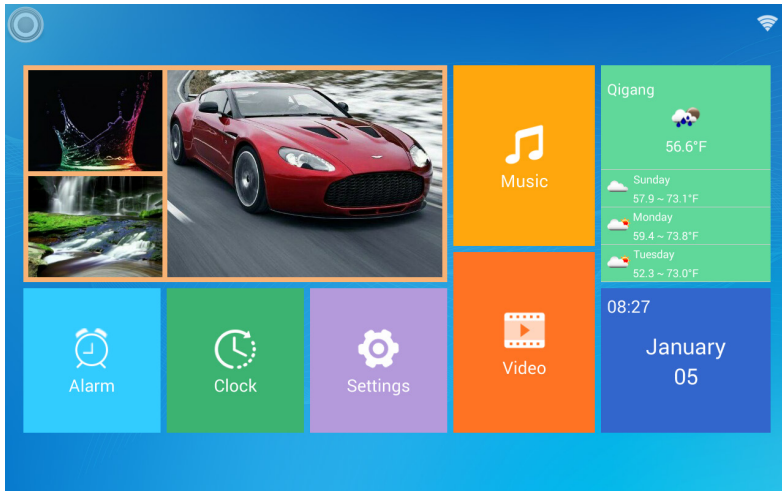 Qigang
56.6°F
Sunday
57.9 ~ 73.1°F
Monday
59.4 ~ 73.8°F
Tuesday
52.3 ~ 73.0°F
Music
Video
08:27
January
05
Alarm
Clock
Settings